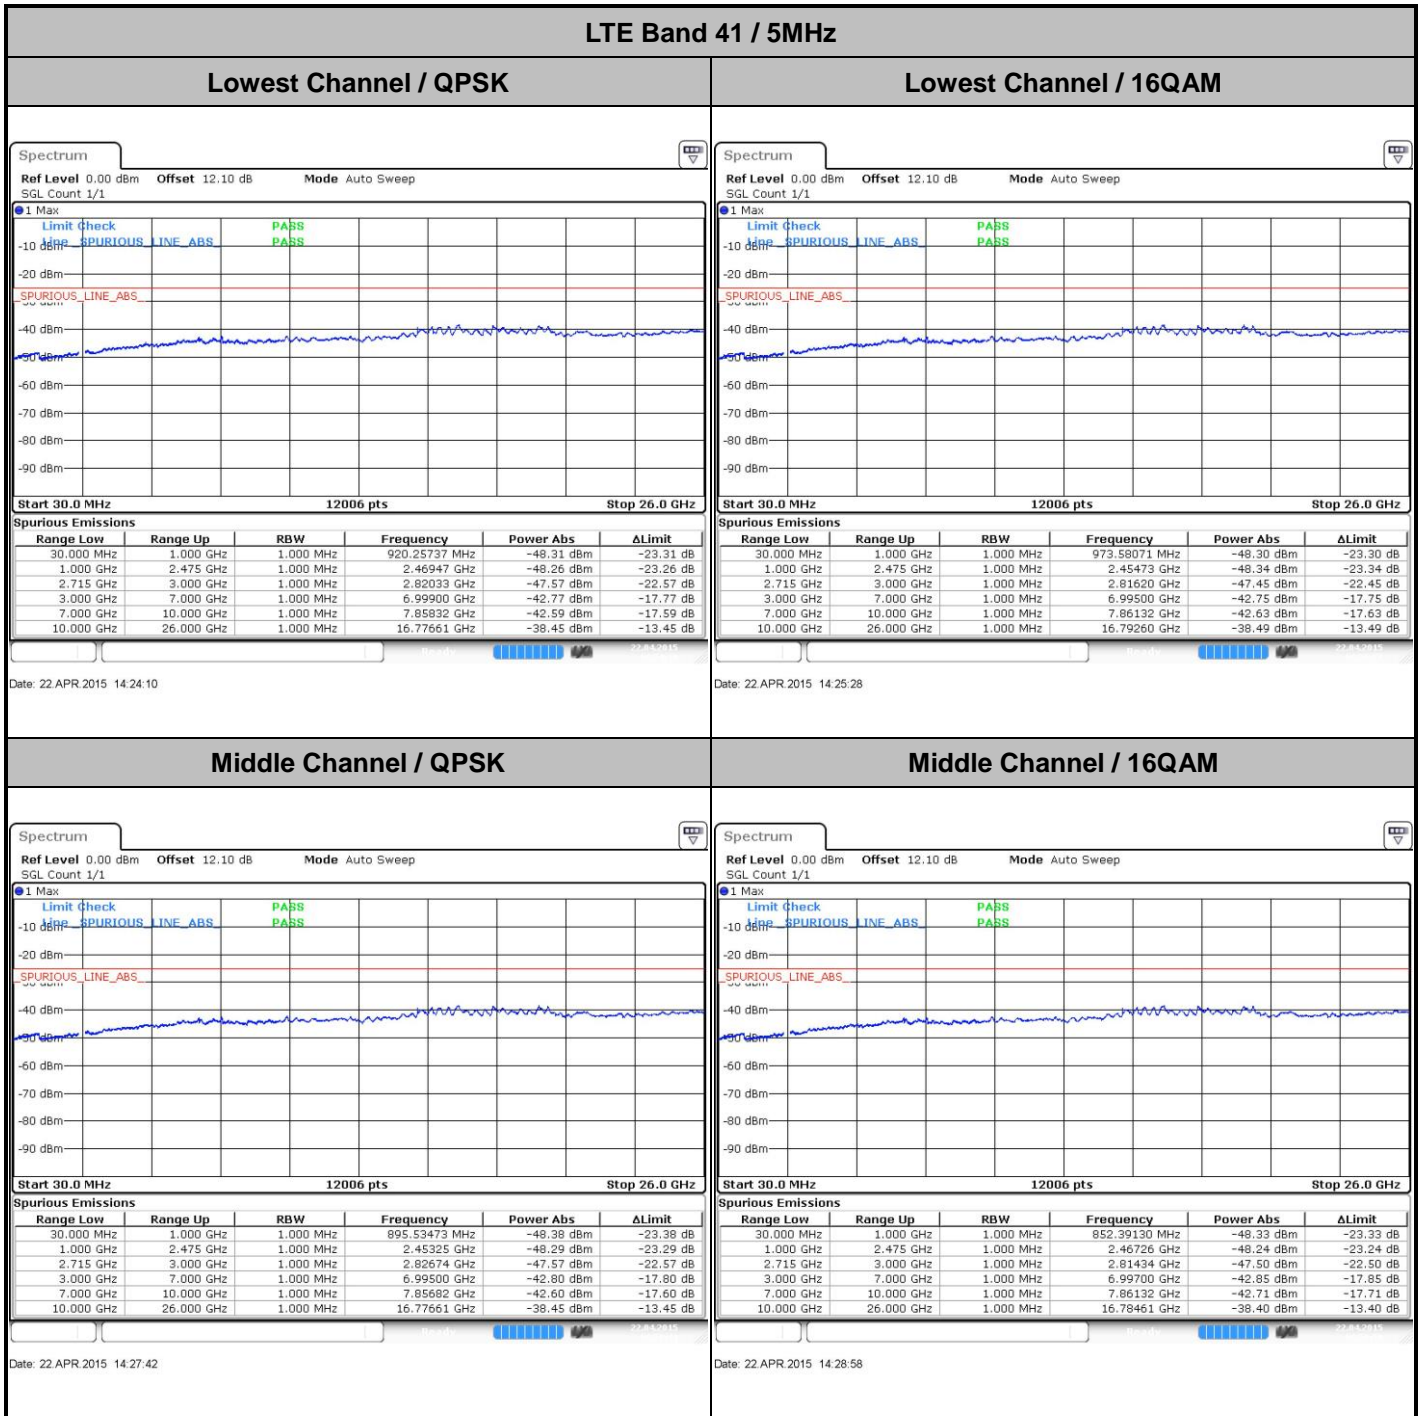 LTE Band 41 / 5MHz
Lowest Channel / QPSK
Lowest Channel / 16QAM
Spectrum
Ref Level 0.00 dBm Offset 12.10 dB Mode Auto Sweep
SGL Count 1/1
1 Max
Limit Check PASS
Line _SPURIOUS_LINE_ABS_ PASS
-10 dBm
-20 dBm
_SPURIOUS_LINE_ABS_
-40 dBm
-50 dBm
-60 dBm
-70 dBm
-80 dBm
-90 dBm
Start 30.0 MHz 12006 pts Stop 26.0 GHz
Spurious Emissions
Range Low Range Up RBW Frequency Power Abs ΔLimit
30.000 MHz 1.000 GHz 1.000 MHz 920.25737 MHz -48.31 dBm -23.31 dB
1.000 GHz 2.475 GHz 1.000 MHz 2.46947 GHz -48.26 dBm -23.26 dB
2.715 GHz 3.000 GHz 1.000 MHz 2.82033 GHz -47.57 dBm -22.57 dB
3.000 GHz 7.000 GHz 1.000 MHz 6.99900 GHz -42.77 dBm -17.77 dB
7.000 GHz 10.000 GHz 1.000 MHz 7.85832 GHz -42.59 dBm -17.59 dB
10.000 GHz 26.000 GHz 1.000 MHz 16.77661 GHz -38.45 dBm -13.45 dB
Ready 22.04.2015
Date: 22.APR.2015 14:24:10
Spectrum
Ref Level 0.00 dBm Offset 12.10 dB Mode Auto Sweep
SGL Count 1/1
1 Max
Limit Check PASS
Line _SPURIOUS_LINE_ABS_ PASS
-10 dBm
-20 dBm
_SPURIOUS_LINE_ABS_
-40 dBm
-50 dBm
-60 dBm
-70 dBm
-80 dBm
-90 dBm
Start 30.0 MHz 12006 pts Stop 26.0 GHz
Spurious Emissions
Range Low Range Up RBW Frequency Power Abs ΔLimit
30.000 MHz 1.000 GHz 1.000 MHz 973.58071 MHz -48.30 dBm -23.30 dB
1.000 GHz 2.475 GHz 1.000 MHz 2.45473 GHz -48.34 dBm -23.34 dB
2.715 GHz 3.000 GHz 1.000 MHz 2.81620 GHz -47.45 dBm -22.45 dB
3.000 GHz 7.000 GHz 1.000 MHz 6.99500 GHz -42.75 dBm -17.75 dB
7.000 GHz 10.000 GHz 1.000 MHz 7.86132 GHz -42.63 dBm -17.63 dB
10.000 GHz 26.000 GHz 1.000 MHz 16.79260 GHz -38.49 dBm -13.49 dB
Ready 22.04.2015
Date: 22.APR.2015 14:25:28
Middle Channel / QPSK
Middle Channel / 16QAM
Spectrum
Ref Level 0.00 dBm Offset 12.10 dB Mode Auto Sweep
SGL Count 1/1
1 Max
Limit Check PASS
Line _SPURIOUS_LINE_ABS_ PASS
-10 dBm
-20 dBm
_SPURIOUS_LINE_ABS_
-40 dBm
-50 dBm
-60 dBm
-70 dBm
-80 dBm
-90 dBm
Start 30.0 MHz 12006 pts Stop 26.0 GHz
Spurious Emissions
Range Low Range Up RBW Frequency Power Abs ΔLimit
30.000 MHz 1.000 GHz 1.000 MHz 895.53473 MHz -48.38 dBm -23.38 dB
1.000 GHz 2.475 GHz 1.000 MHz 2.45325 GHz -48.29 dBm -23.29 dB
2.715 GHz 3.000 GHz 1.000 MHz 2.82674 GHz -47.57 dBm -22.57 dB
3.000 GHz 7.000 GHz 1.000 MHz 6.99500 GHz -42.80 dBm -17.80 dB
7.000 GHz 10.000 GHz 1.000 MHz 7.85682 GHz -42.60 dBm -17.60 dB
10.000 GHz 26.000 GHz 1.000 MHz 16.77661 GHz -38.45 dBm -13.45 dB
Ready 22.04.2015
Date: 22.APR.2015 14:27:42
Spectrum
Ref Level 0.00 dBm Offset 12.10 dB Mode Auto Sweep
SGL Count 1/1
1 Max
Limit Check PASS
Line _SPURIOUS_LINE_ABS_ PASS
-10 dBm
-20 dBm
_SPURIOUS_LINE_ABS_
-40 dBm
-50 dBm
-60 dBm
-70 dBm
-80 dBm
-90 dBm
Start 30.0 MHz 12006 pts Stop 26.0 GHz
Spurious Emissions
Range Low Range Up RBW Frequency Power Abs ΔLimit
30.000 MHz 1.000 GHz 1.000 MHz 852.39130 MHz -48.33 dBm -23.33 dB
1.000 GHz 2.475 GHz 1.000 MHz 2.46726 GHz -48.24 dBm -23.24 dB
2.715 GHz 3.000 GHz 1.000 MHz 2.81434 GHz -47.50 dBm -22.50 dB
3.000 GHz 7.000 GHz 1.000 MHz 6.99700 GHz -42.85 dBm -17.85 dB
7.000 GHz 10.000 GHz 1.000 MHz 7.86132 GHz -42.71 dBm -17.71 dB
10.000 GHz 26.000 GHz 1.000 MHz 16.78461 GHz -38.40 dBm -13.40 dB
Ready 22.04.2015
Date: 22.APR.2015 14:28:58